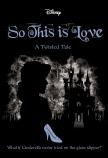 Disney
So This is Love
A Twisted Tale
What if Cinderella never tried on the glass slipper?